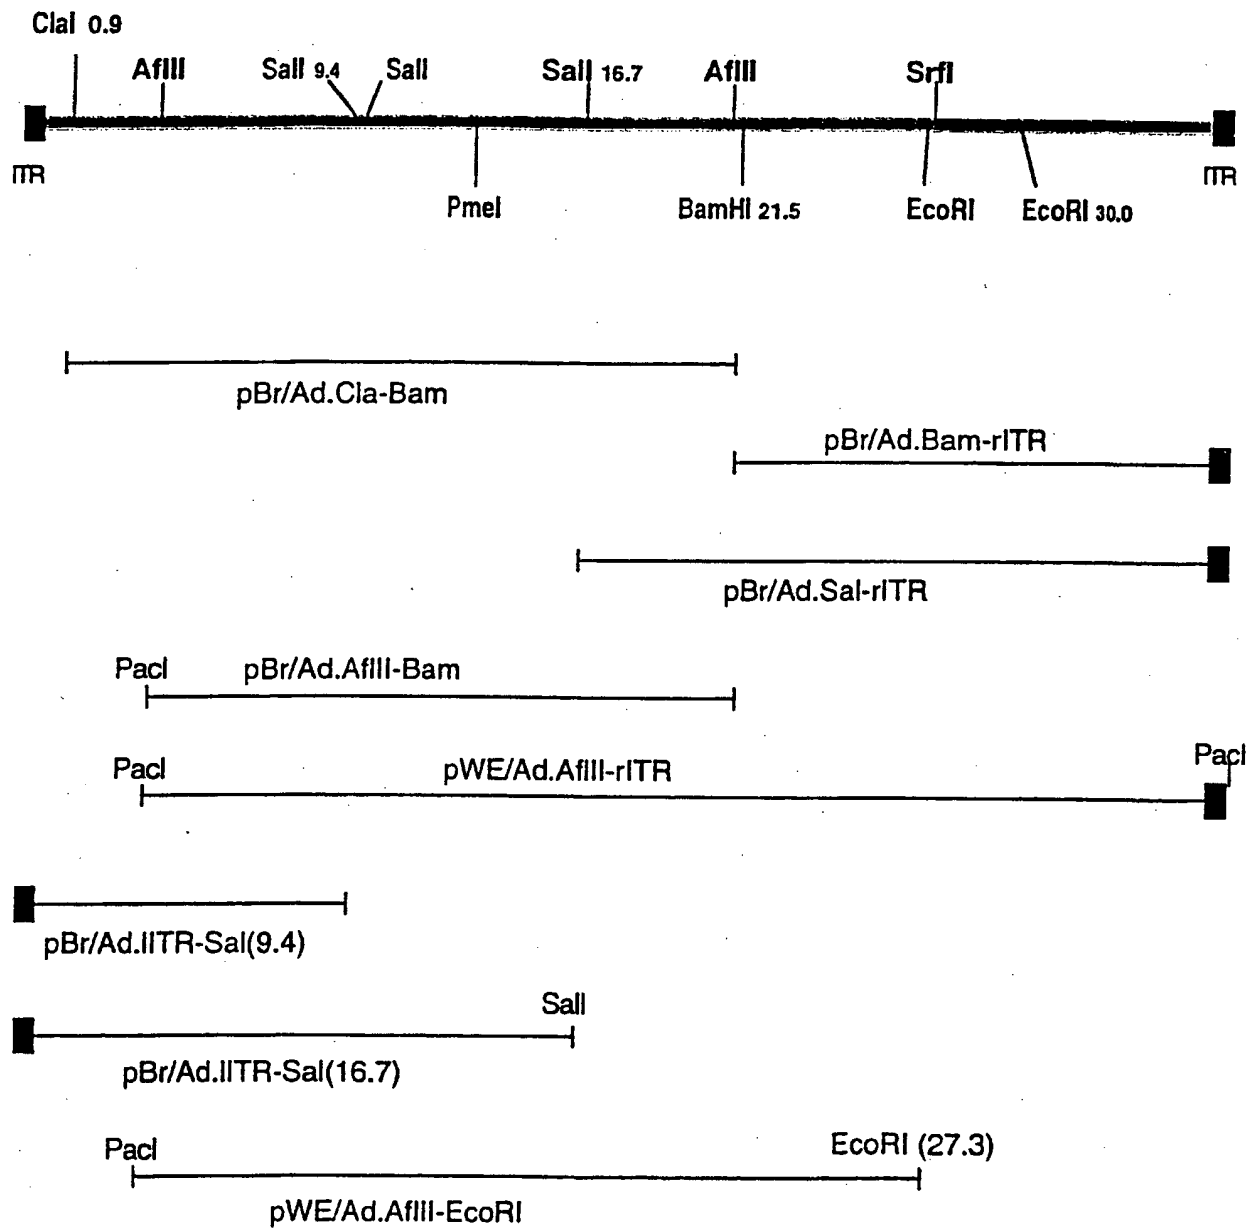 ClaI 0.9
AflII SalI 9.4 SalI SalI 16.7 AflII SrfI
ITR ITR
PmeI BamHI 21.5 EcoRI EcoRI 30.0
pBr/Ad.Cla-Bam
pBr/Ad.Bam-rITR
pBr/Ad.Sal-rITR
PacI pBr/Ad.AflII-Bam
PacI pWE/Ad.AflII-rITR PacI
pBr/Ad.lITR-Sal(9.4)
SalI
pBr/Ad.lITR-Sal(16.7)
PacI EcoRI (27.3)
pWE/Ad.AflII-EcoRI